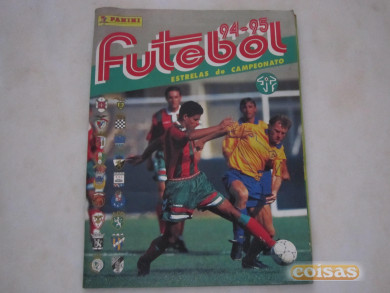 PANINI
94-95
Futebol
ESTRELAS do CAMPEONATO
coisas